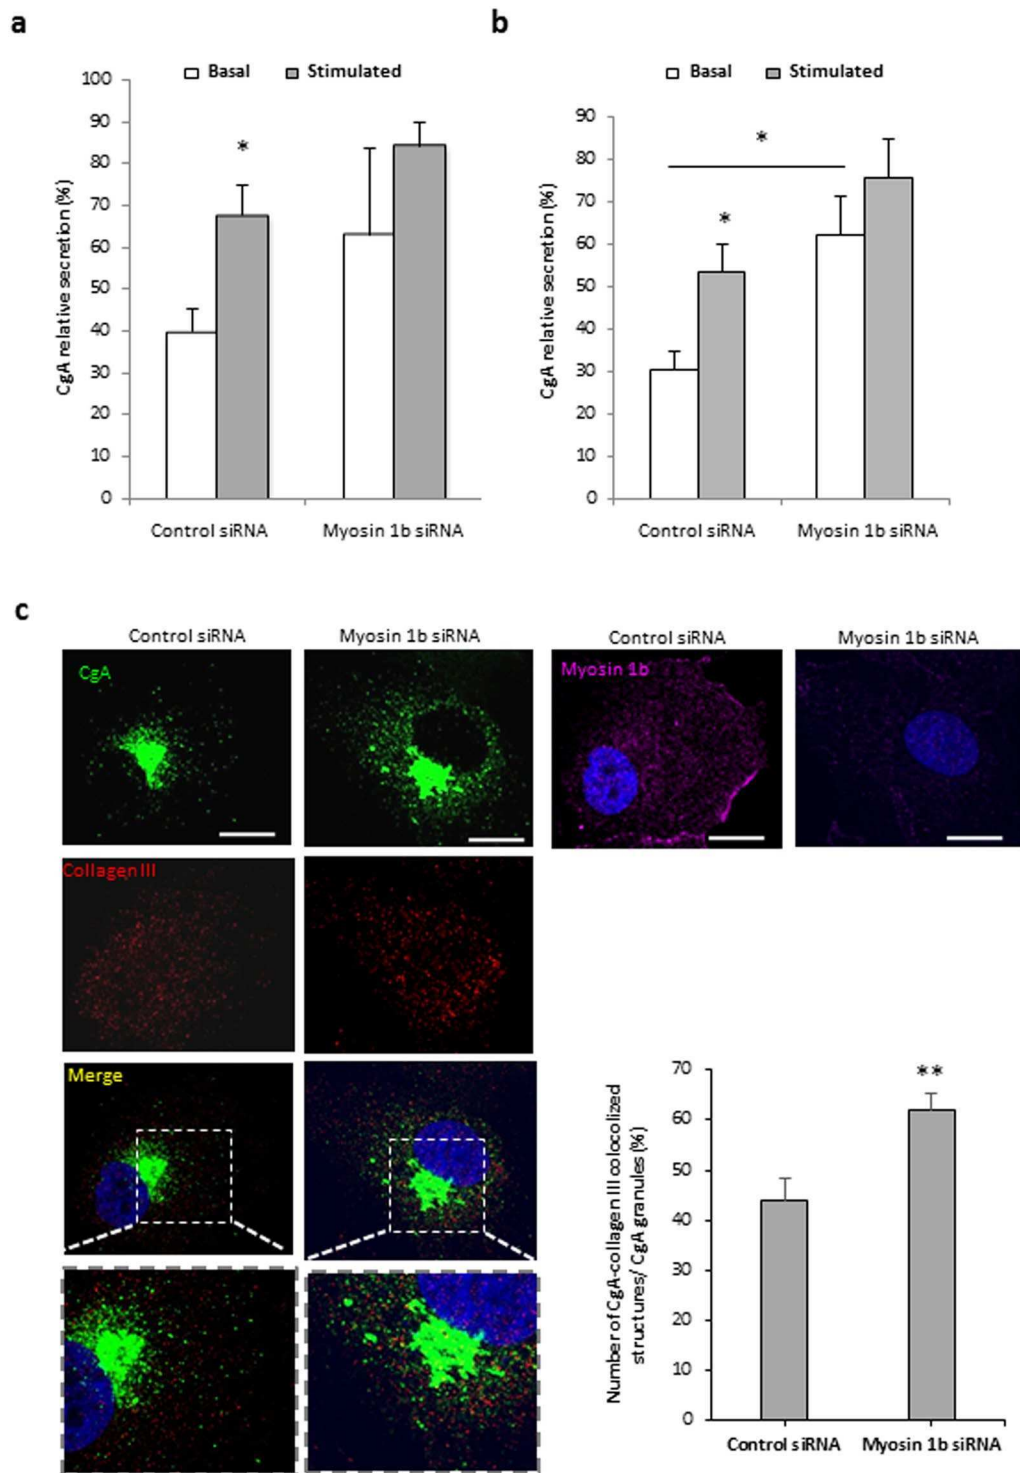 a
Basal Stimulated
CgA relative secretion (%)
100
90
80
70
60
50
40
30
20
10
0
*
Control siRNA Myosin 1b siRNA
b
Basal Stimulated
CgA relative secretion (%)
90
80
70
60
50
40
30
20
10
0
*
*
Control siRNA Myosin 1b siRNA
c
Control siRNA Myosin 1b siRNA Control siRNA Myosin 1b siRNA
CgA
Myosin 1b
Collagen III
Merge
Number of CgA-collagen III colocolized
structures/ CgA granules (%)
70
60
50
40
30
20
10
0
**
Control siRNA Myosin 1b siRNA